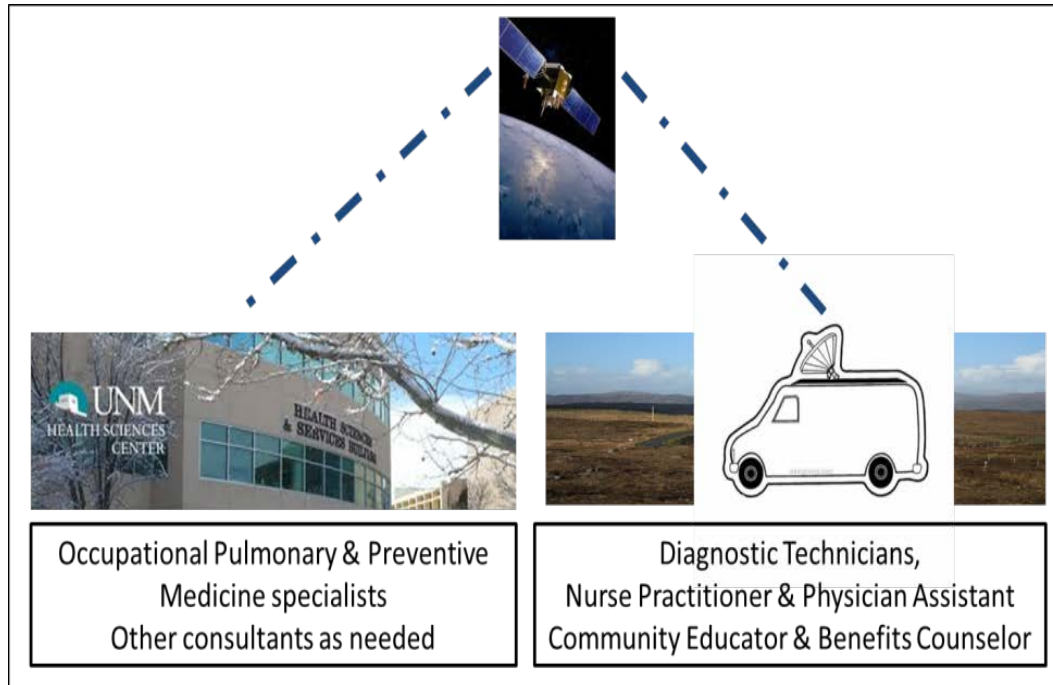 UNM
HEALTH SCIENCES
CENTER
HEALTH SCIENCES
& SERVICES BUILDING
Occupational Pulmonary & Preventive
Medicine specialists
Other consultants as needed
Diagnostic Technicians,
Nurse Practitioner & Physician Assistant
Community Educator & Benefits Counselor